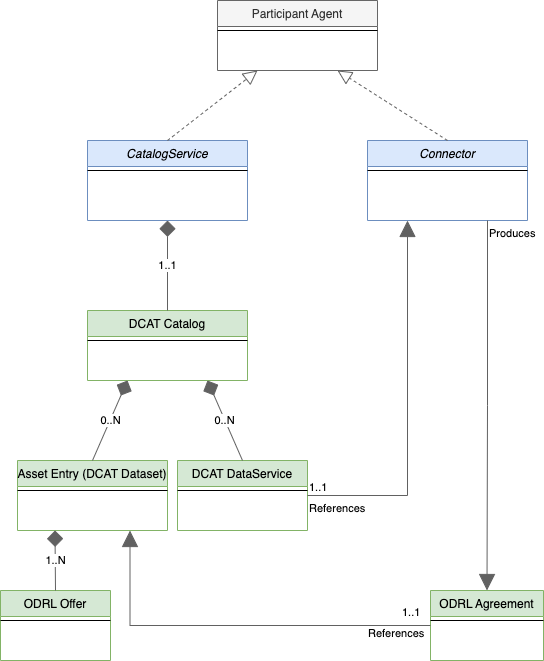 Participant Agent
CatalogService
Connector
Produces
1..1
DCAT Catalog
0..N
0..N
Asset Entry (DCAT Dataset)
DCAT DataService
1..1
References
1..N
ODRL Offer
ODRL Agreement
1..1
References